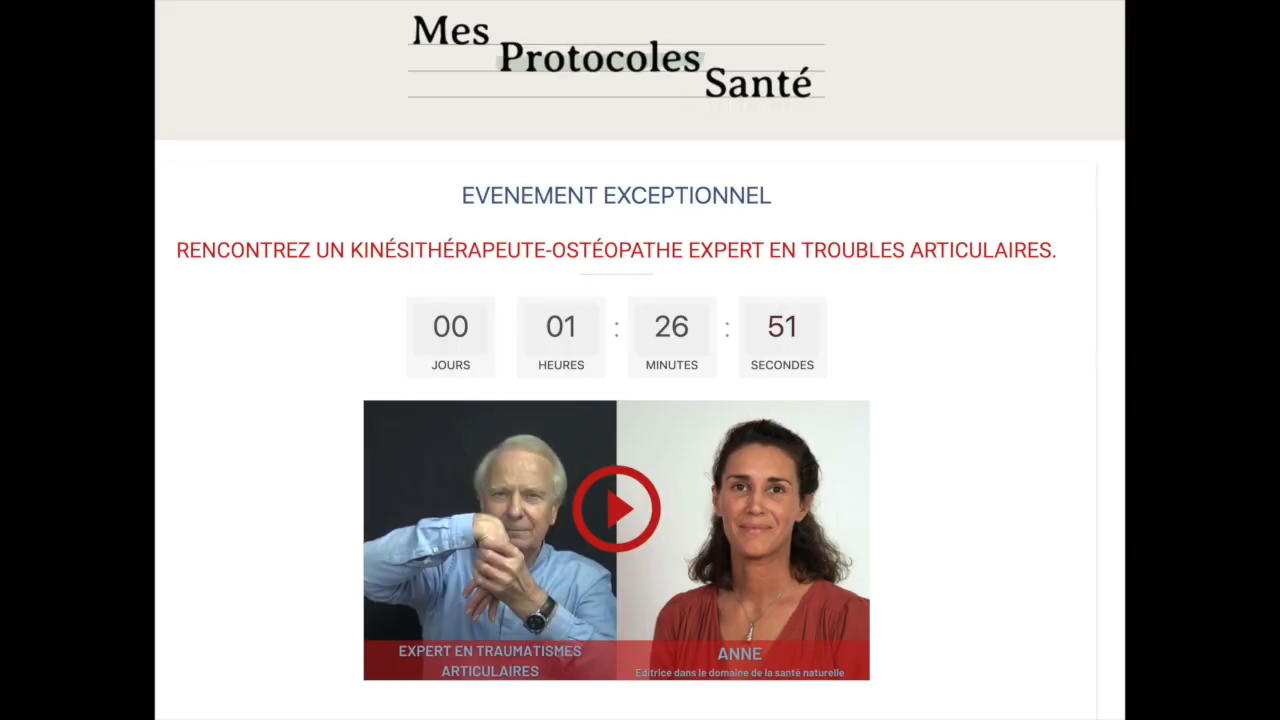 Mes
Protocoles
Santé
EVENEMENT EXCEPTIONNEL
RENCONTREZ UN KINÉSITHÉRAPEUTE-OSTÉOPATHE EXPERT EN TROUBLES ARTICULAIRES.
00 01 : 26 : 51
JOURS HEURES MINUTES SECONDES
EXPERT EN TRAUMATISMES
ARTICULAIRES
ANNE
Editrice dans le domaine de la santé naturelle